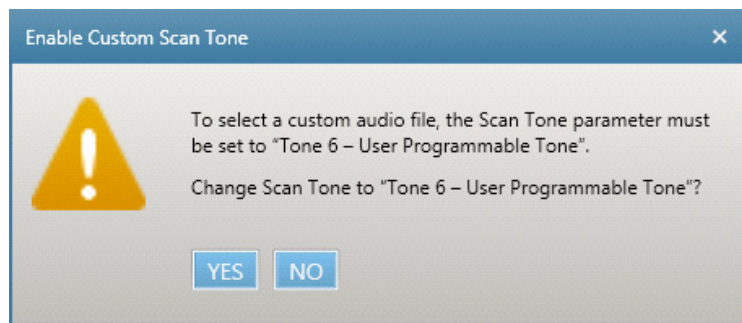 Enable Custom Scan Tone
To select a custom audio file, the Scan Tone parameter must
be set to “Tone 6 – User Programmable Tone”.
Change Scan Tone to “Tone 6 – User Programmable Tone”?
YES NO